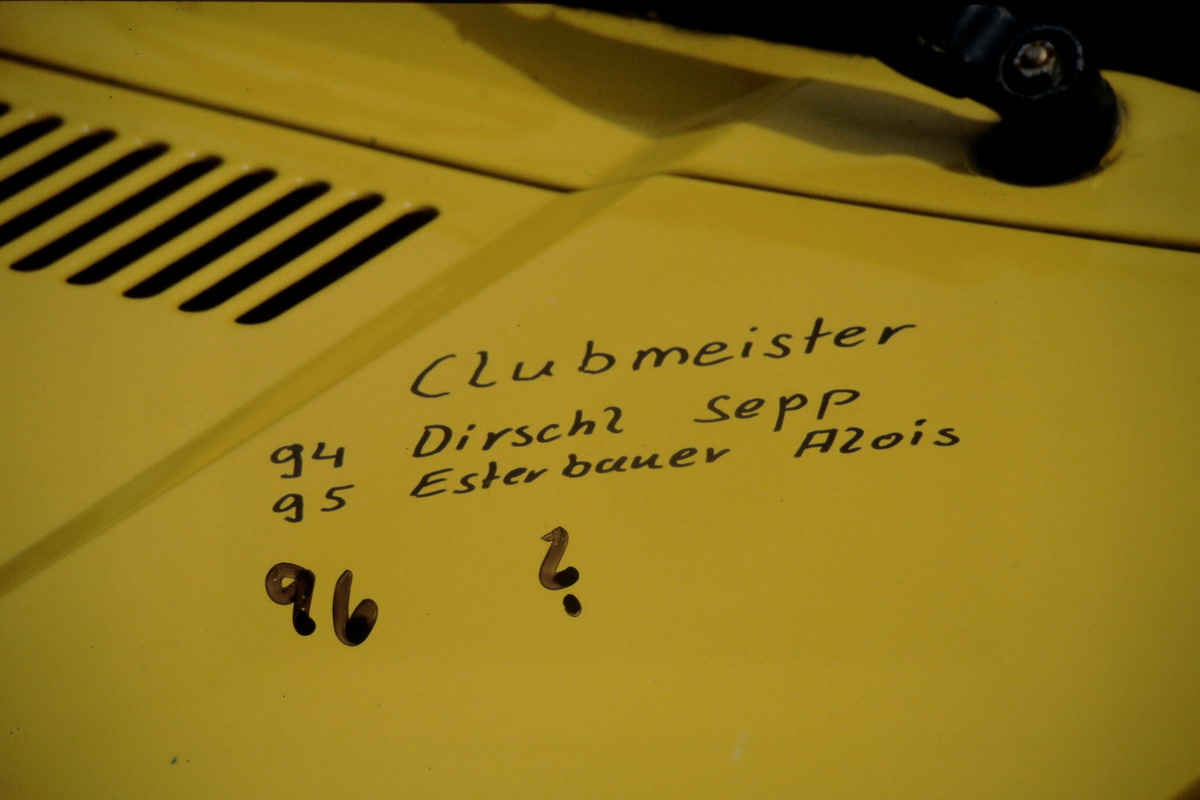 Clubmeister
94 Dirschl Sepp
95 Esterbauer Alois
96 ?